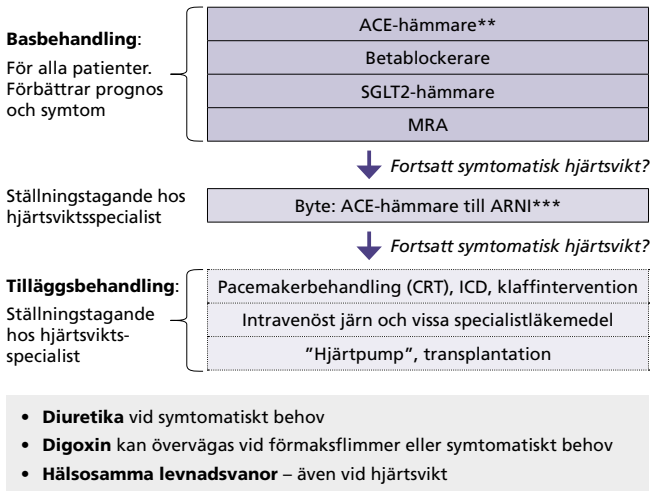 Basbehandling:
För alla patienter.
Förbättrar prognos
och symtom
ACE-hämmare**
Betablockerare
SGLT2-hämmare
MRA
Fortsatt symtomatisk hjärtsvikt?
Ställningstagande hos
hjärtsviktsspecialist
Byte: ACE-hämmare till ARNI***
Fortsatt symtomatisk hjärtsvikt?
Tilläggsbehandling:
Ställningstagande
hos hjärtsvikts-
specialist
Pacemakerbehandling (CRT), ICD, klaffintervention
Intravenöst järn och vissa specialistläkemedel
”Hjärtpump”, transplantation
• Diuretika vid symtomatiskt behov
• Digoxin kan övervägas vid förmaksflimmer eller symtomatiskt behov
• Hälsosamma levnadsvanor – även vid hjärtsvikt